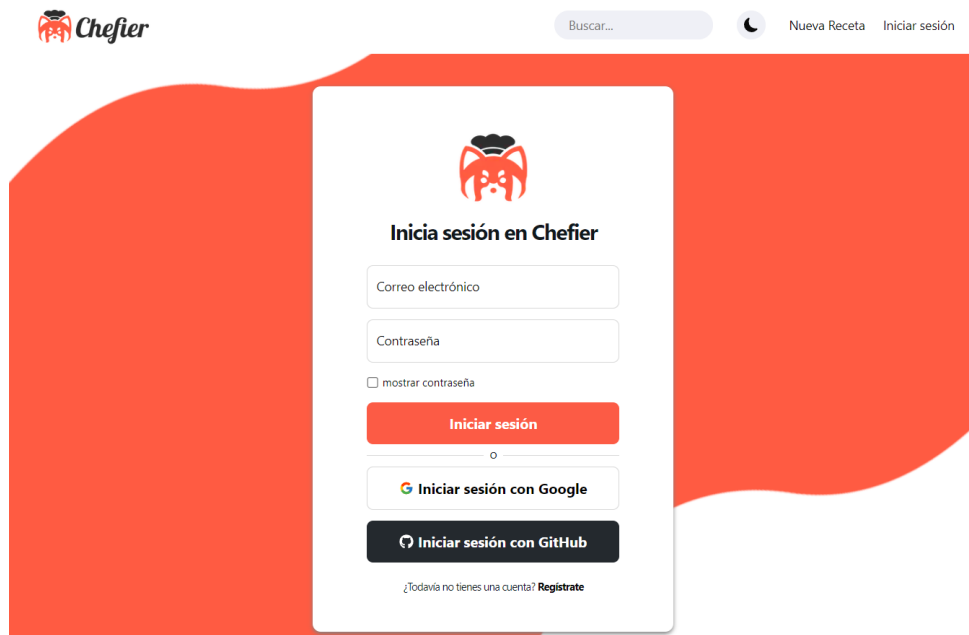 Chefier
Buscar...
Nueva Receta
Iniciar sesión
Inicia sesión en Chefier
Correo electrónico
Contraseña
mostrar contraseña
Iniciar sesión
o
Iniciar sesión con Google
Iniciar sesión con GitHub
¿Todavía no tienes una cuenta? Regístrate